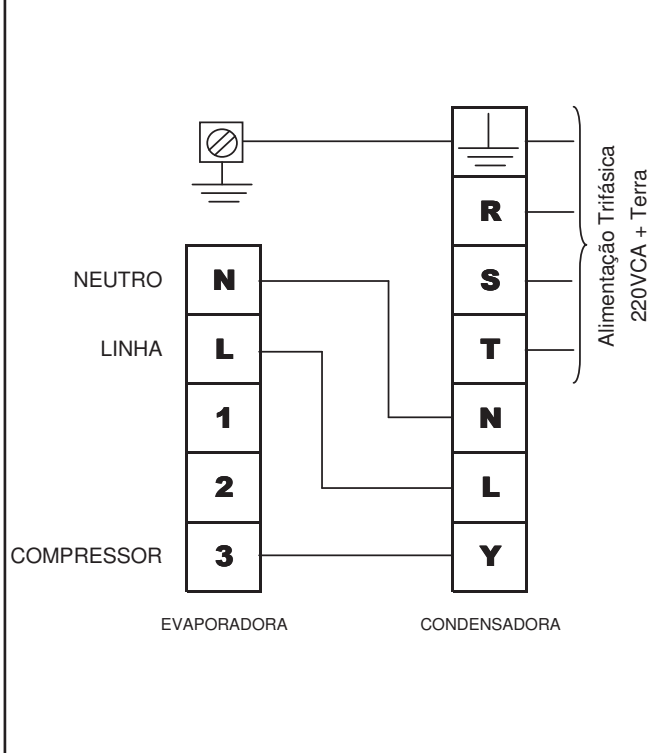 R
NEUTRO
N
S
LINHA
L
T
1
N
2
L
COMPRESSOR
3
Y
EVAPORADORA
CONDENSADORA
Alimentação Trifásica
220VCA + Terra